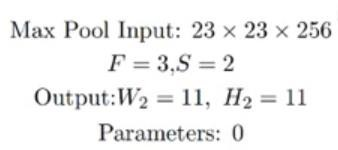 Max Pool Input: 23 × 23 × 256
F = 3,S = 2
Output:W₂ = 11, H₂ = 11
Parameters: 0